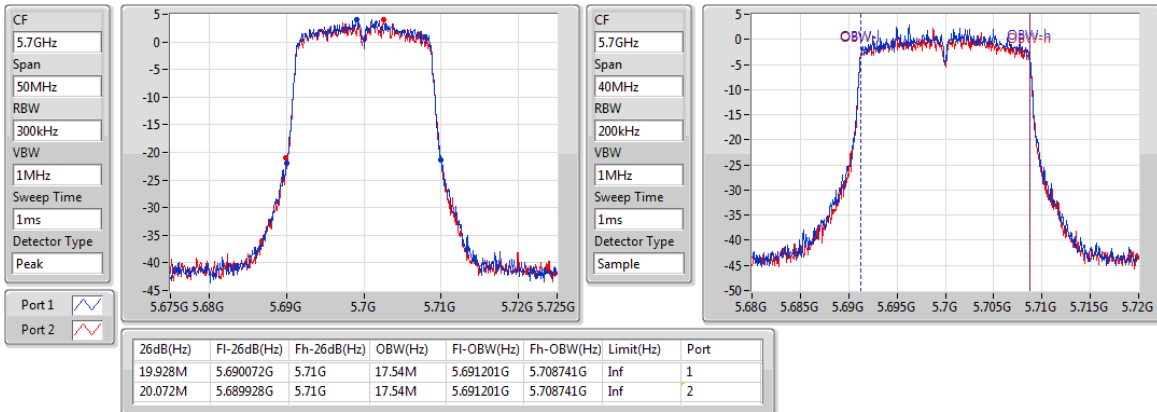 CF
5.7GHz
Span
50MHz
RBW
300kHz
VBW
1MHz
Sweep Time
1ms
Detector Type
Peak
Port 1
Port 2
5
0
-5
-10
-15
-20
-25
-30
-35
-40
-45
5.675G 5.68G 5.69G 5.7G 5.71G 5.72G 5.725G
CF
5.7GHz
Span
40MHz
RBW
200kHz
VBW
1MHz
Sweep Time
1ms
Detector Type
Sample
5
0
-5
-10
-15
-20
-25
-30
-35
-40
-45
-50
OBW-l OBW-h
5.68G 5.685G 5.69G 5.695G 5.7G 5.705G 5.71G 5.715G 5.72G
26dB(Hz) Fl-26dB(Hz) Fh-26dB(Hz) OBW(Hz) Fl-OBW(Hz) Fh-OBW(Hz) Limit(Hz) Port
19.928M 5.690072G 5.71G 17.54M 5.691201G 5.708741G Inf 1
20.072M 5.689928G 5.71G 17.54M 5.691201G 5.708741G Inf 2